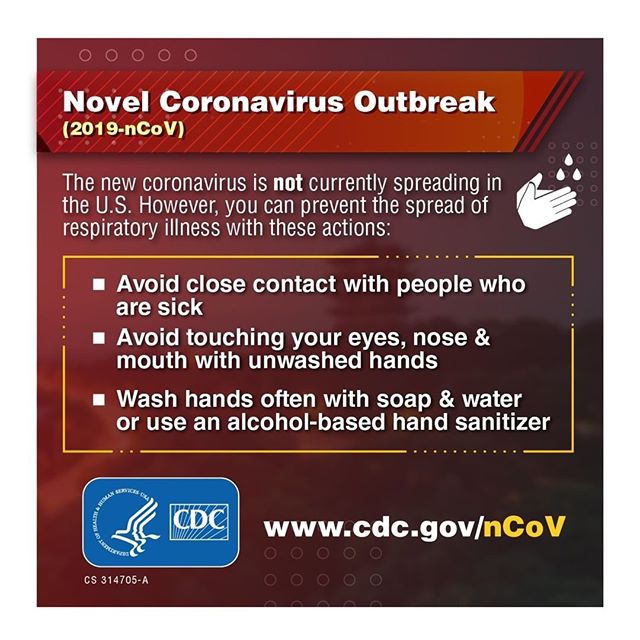 Novel Coronavirus Outbreak
(2019-nCoV)
The new coronavirus is not currently spreading in
the U.S. However, you can prevent the spread of
respiratory illness with these actions:
■ Avoid close contact with people who
are sick
■ Avoid touching your eyes, nose &
mouth with unwashed hands
■ Wash hands often with soap & water
or use an alcohol-based hand sanitizer
DEPARTMENT OF HEALTH & HUMAN SERVICES·USA
CDC
www.cdc.gov/nCoV
CS 314705-A